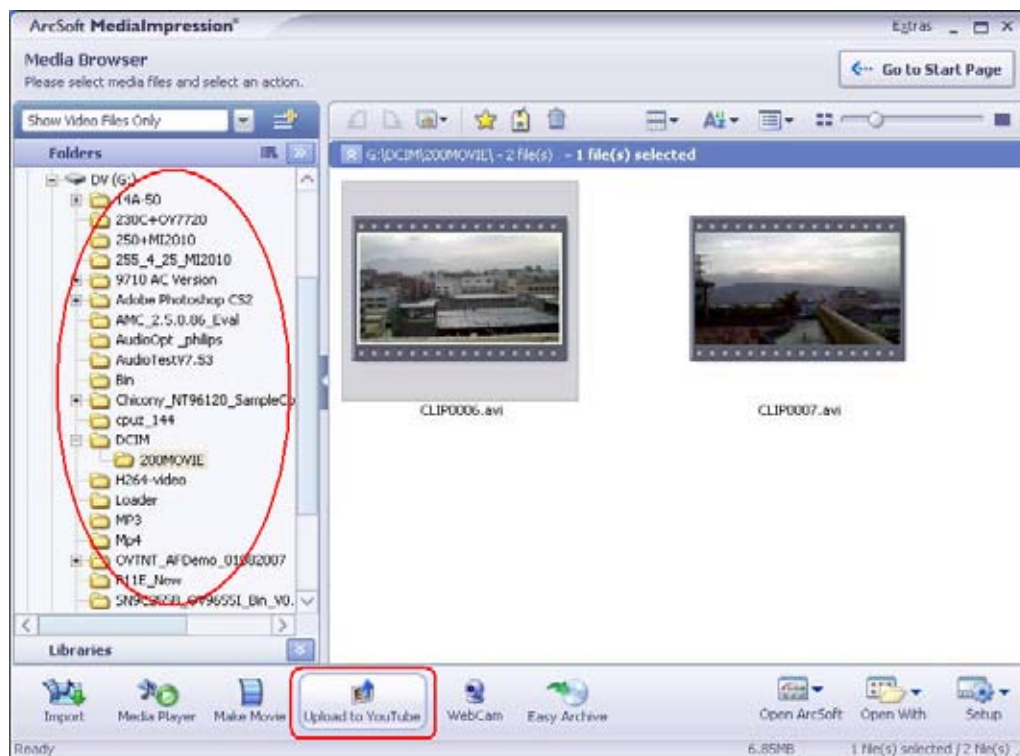 ArcSoft MediaImpression® Extras
Media Browser
Please select media files and select an action.
Go to Start Page
Show Video Files Only
Folders
G:\DCIM\200MOVIE\ - 2 file(s) - 1 file(s) selected
DV (G:)
14A-50
230C+OV7720
250+MI2010
255_4_25_MI2010
9710 AC Version
Adobe Photoshop CS2
AMC_2.5.0.06_Eval
AudioOpt _philips
AudioTestV7.53
Bin
Chicony_NT96120_SampleCo
cpuz_144
DCIM
200MOVIE
H264-video
Loader
MP3
Mp4
OVTNT_AFDemo_01082007
R11E_New
CLIP0006.avi
CLIP0007.avi
Libraries
Import
Media Player
Make Movie
Upload to YouTube
WebCam
Easy Archive
Open ArcSoft
Open With
Setup
Ready
6.85MB
1 file(s) selected / 2 file(s)